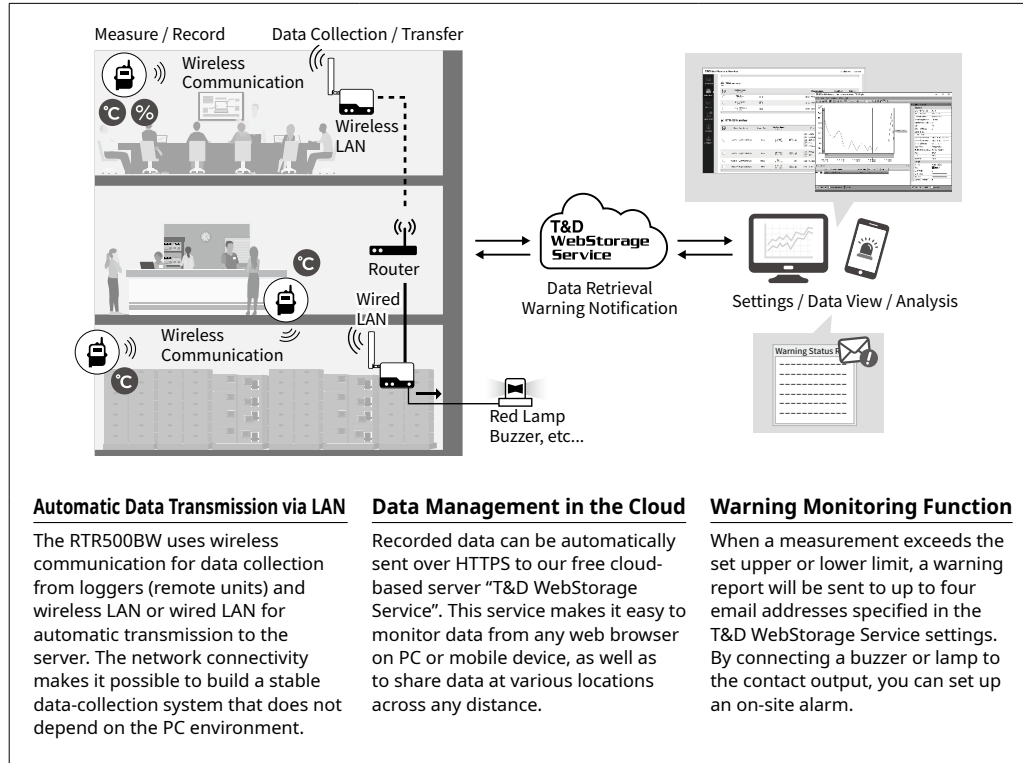 Measure / Record
Data Collection / Transfer
Wireless
Communication
°C
%
Wireless
LAN
°C
Router
Wired
LAN
Wireless
Communication
°C
Red Lamp
Buzzer, etc...
T&D
WebStorage
Service
Data Retrieval
Warning Notification
Settings / Data View / Analysis
Warning Status R
Automatic Data Transmission via LAN
The RTR500BW uses wireless
communication for data collection
from loggers (remote units) and
wireless LAN or wired LAN for
automatic transmission to the
server. The network connectivity
makes it possible to build a stable
data-collection system that does not
depend on the PC environment.
Data Management in the Cloud
Recorded data can be automatically
sent over HTTPS to our free cloud-
based server “T&D WebStorage
Service”. This service makes it easy to
monitor data from any web browser
on PC or mobile device, as well as
to share data at various locations
across any distance.
Warning Monitoring Function
When a measurement exceeds the
set upper or lower limit, a warning
report will be sent to up to four
email addresses specified in the
T&D WebStorage Service settings.
By connecting a buzzer or lamp to
the contact output, you can set up
an on-site alarm.